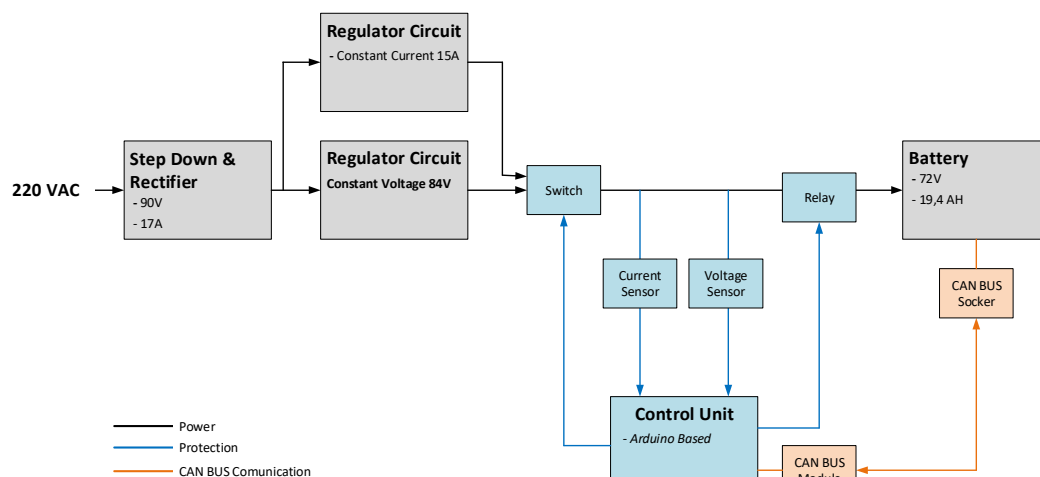 Regulator Circuit
- Constant Current 15A
220 VAC
Step Down &
Rectifier
- 90V
- 17A
Regulator Circuit
Constant Voltage 84V
Switch
Relay
Battery
- 72V
- 19,4 AH
Current
Sensor
Voltage
Sensor
CAN BUS
Socker
Control Unit
- Arduino Based
CAN BUS
Module
Power
Protection
CAN BUS Comunication